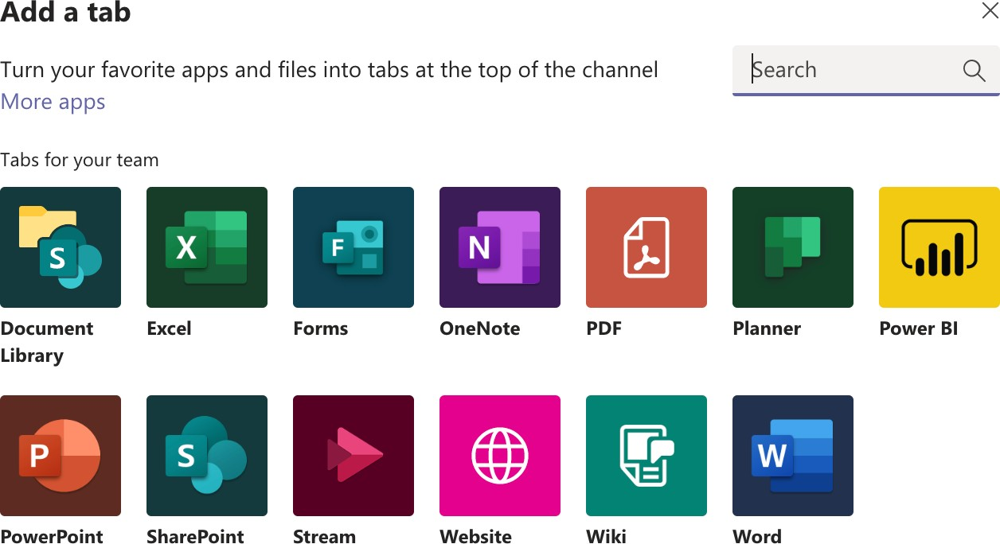 Add a tab
Turn your favorite apps and files into tabs at the top of the channel
More apps
Search
Tabs for your team
S
X
F
N
Document
Library
Excel
Forms
OneNote
PDF
Planner
Power BI
P
S
W
PowerPoint
SharePoint
Stream
Website
Wiki
Word